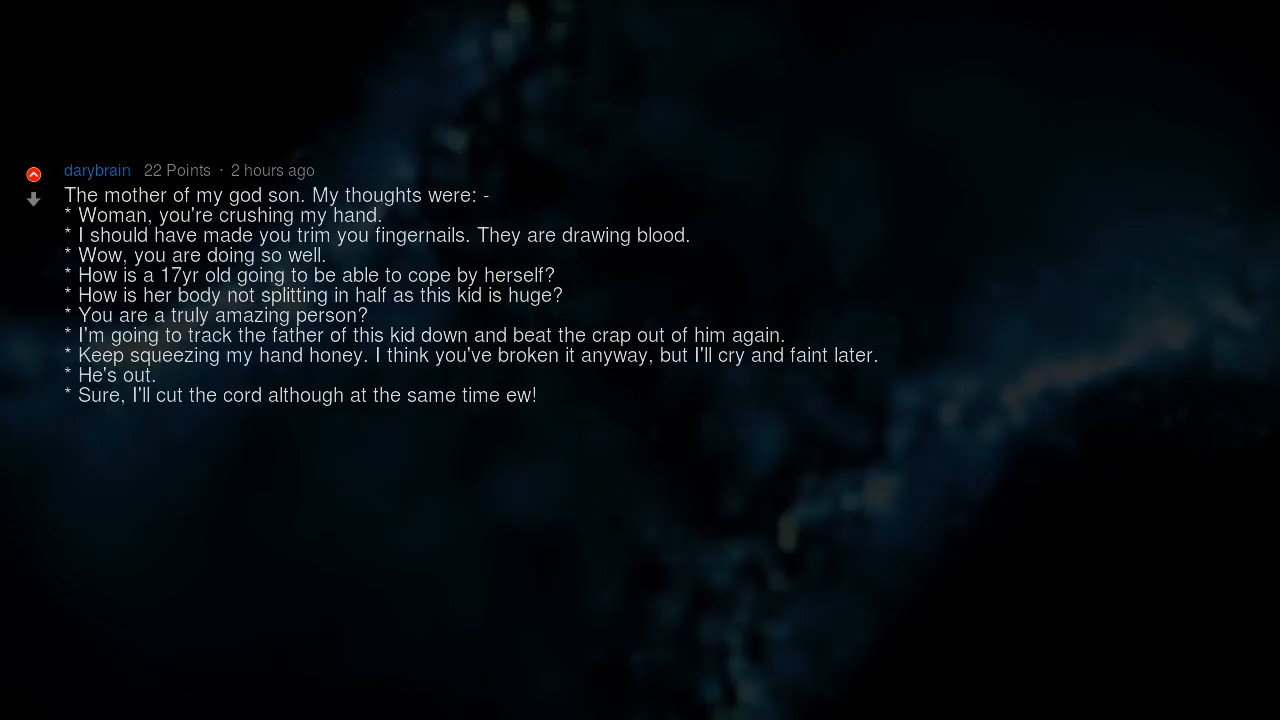 darybrain 22 Points · 2 hours ago
The mother of my god son. My thoughts were: -
* Woman, you're crushing my hand.
* I should have made you trim you fingernails. They are drawing blood.
* Wow, you are doing so well.
* How is a 17yr old going to be able to cope by herself?
* How is her body not splitting in half as this kid is huge?
* You are a truly amazing person?
* I'm going to track the father of this kid down and beat the crap out of him again.
* Keep squeezing my hand honey. I think you've broken it anyway, but I'll cry and faint later.
* He's out.
* Sure, I'll cut the cord although at the same time ew!